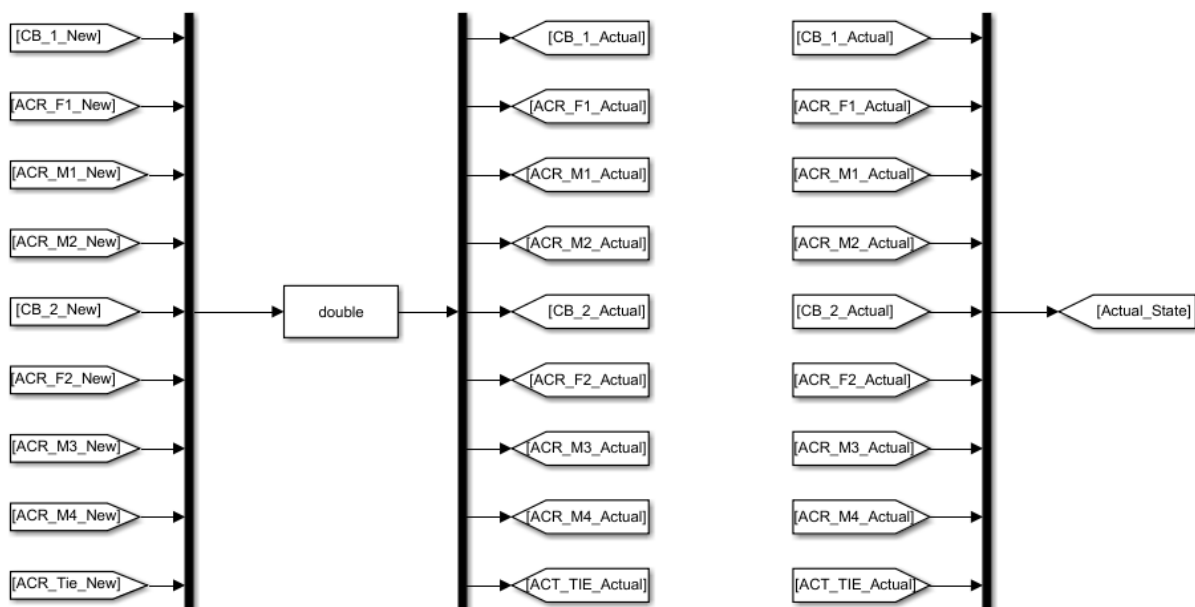 [CB_1_New]
[ACR_F1_New]
[ACR_M1_New]
[ACR_M2_New]
[CB_2_New]
[ACR_F2_New]
[ACR_M3_New]
[ACR_M4_New]
[ACR_Tie_New]
double
[CB_1_Actual]
[ACR_F1_Actual]
[ACR_M1_Actual]
[ACR_M2_Actual]
[CB_2_Actual]
[ACR_F2_Actual]
[ACR_M3_Actual]
[ACR_M4_Actual]
[ACT_TIE_Actual]
[CB_1_Actual]
[ACR_F1_Actual]
[ACR_M1_Actual]
[ACR_M2_Actual]
[CB_2_Actual]
[ACR_F2_Actual]
[ACR_M3_Actual]
[ACR_M4_Actual]
[ACT_TIE_Actual]
[Actual_State]